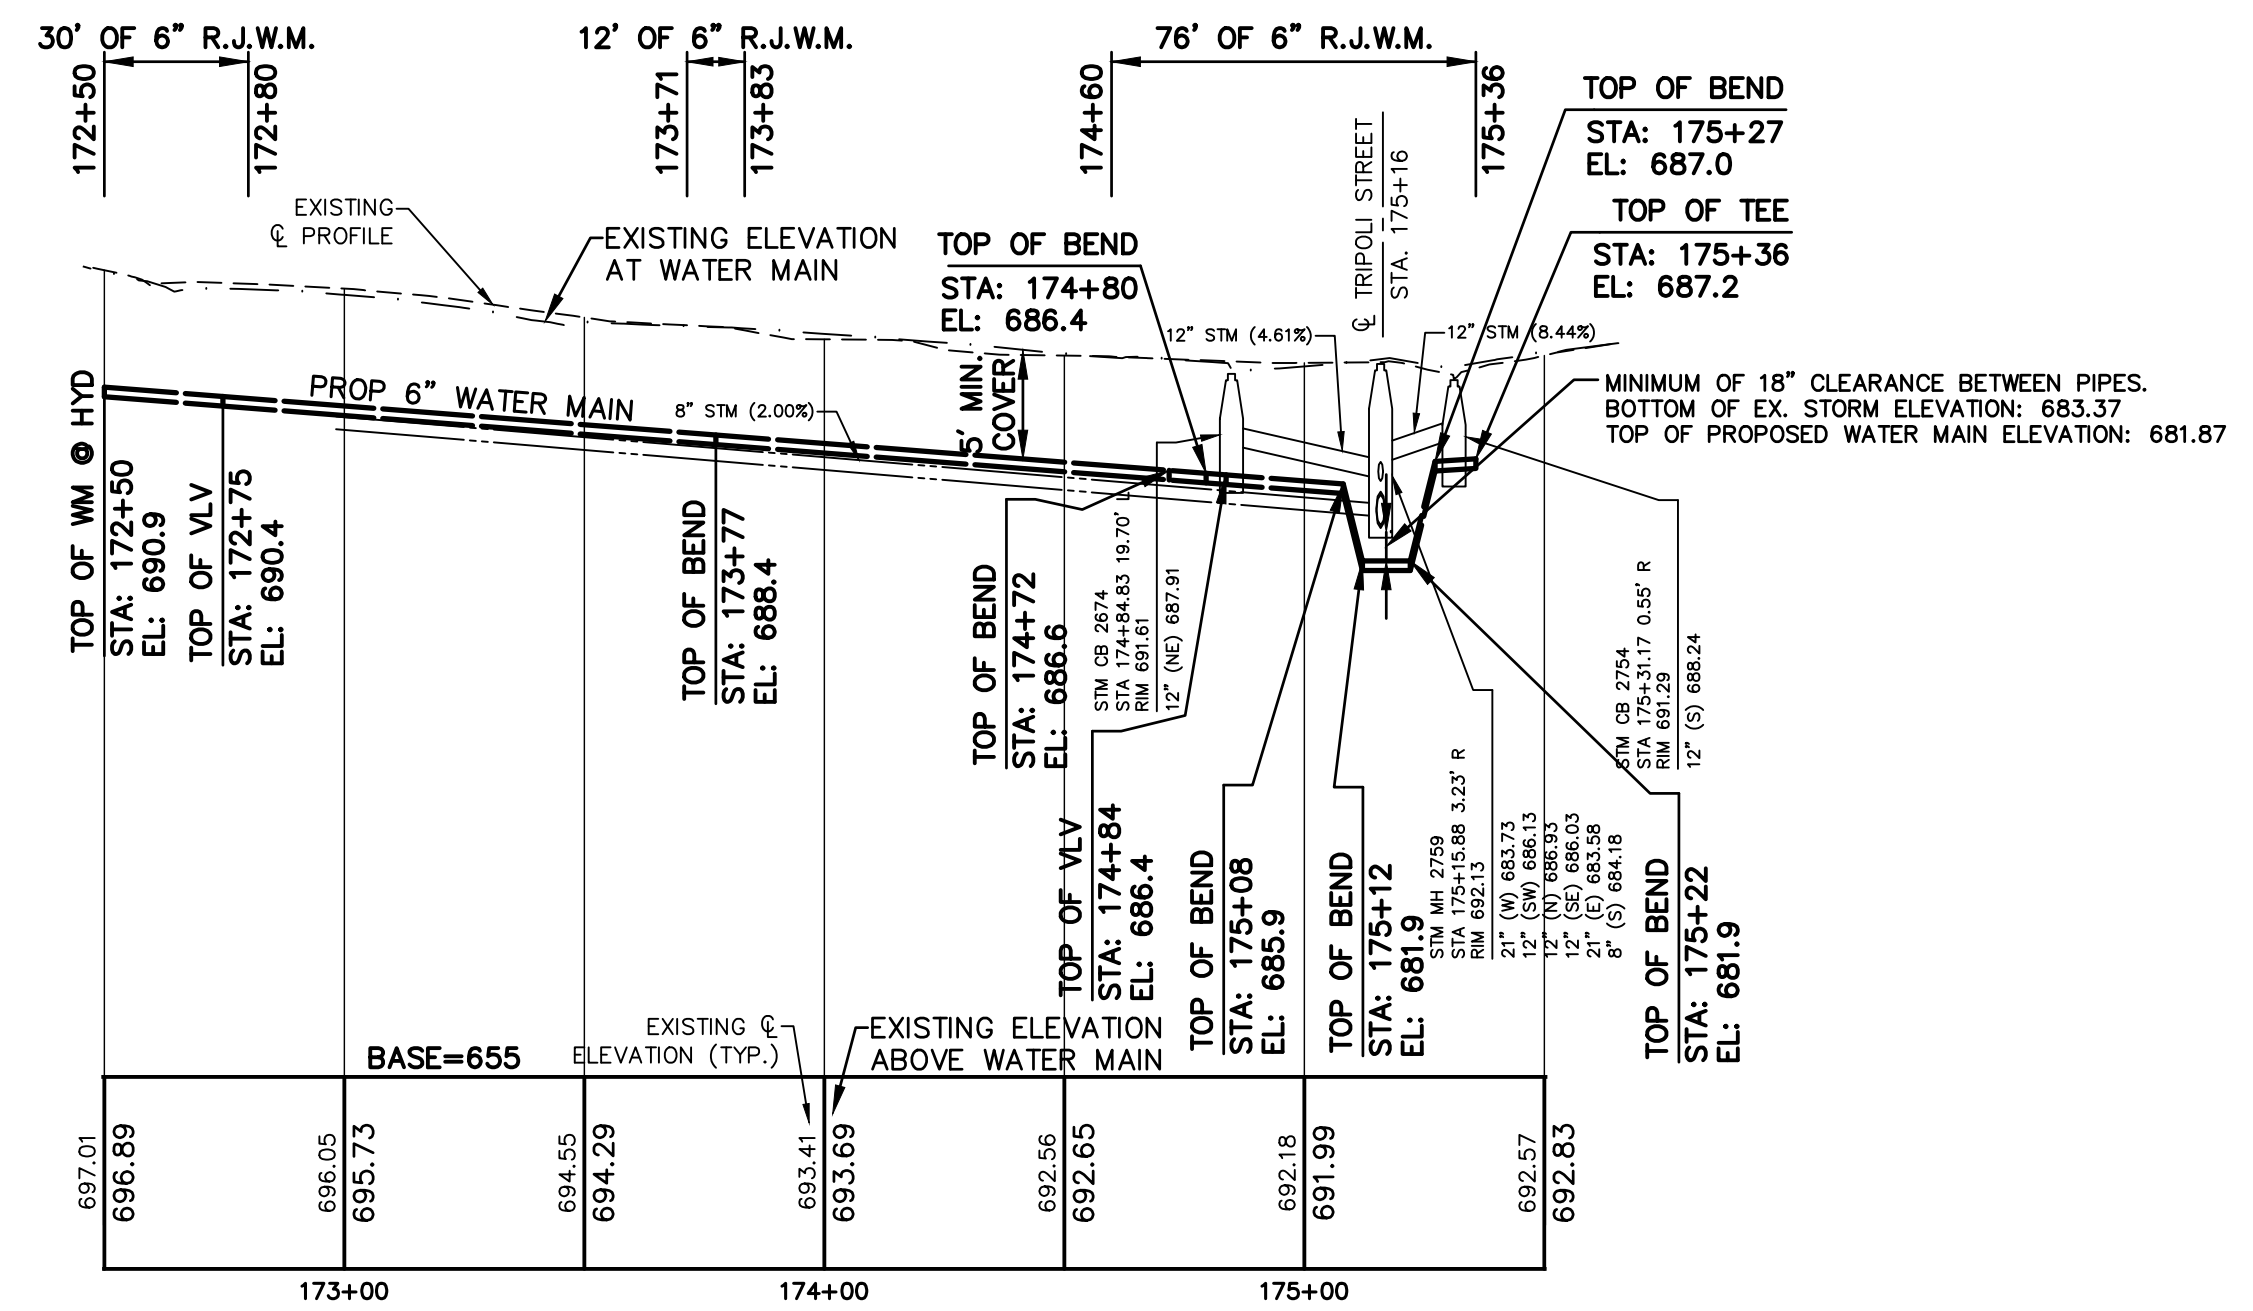 30' OF 6" R.J.W.M.
12' OF 6" R.J.W.M.
76' OF 6" R.J.W.M.
172+50
172+80
173+71
173+83
174+60
175+36
TOP OF BEND
STA: 175+27
EL: 687.0
TOP OF TEE
STA: 175+36
EL: 687.2
℄ TRIPOLI STREET
STA. 175+16
EXISTING
℄ PROFILE
EXISTING ELEVATION
AT WATER MAIN
TOP OF BEND
STA: 174+80
EL: 686.4
12" STM (4.61%)
12" STM (8.44%)
MINIMUM OF 18" CLEARANCE BETWEEN PIPES.
BOTTOM OF EX. STORM ELEVATION: 683.37
TOP OF PROPOSED WATER MAIN ELEVATION: 681.87
PROP 6" WATER MAIN
8" STM (2.00%)
5' MIN.
COVER
TOP OF WM @ HYD
STA: 172+50
EL: 690.9
TOP OF VLV
STA: 172+75
EL: 690.4
TOP OF BEND
STA: 173+77
EL: 688.4
TOP OF BEND
STA: 174+72
EL: 686.6
STM CB 2674
STA 174+84.83 19.70' L
RIM 691.61
12" (NE) 687.91
TOP OF VLV
STA: 174+84
EL: 686.4
TOP OF BEND
STA: 175+08
EL: 685.9
TOP OF BEND
STA: 175+12
EL: 681.9
STM MH 2759
STA 175+15.88 3.23' R
RIM 692.13
21" (W) 683.73
12" (SW) 686.13
12" (N) 686.93
12" (SE) 686.03
21" (E) 683.58
8" (S) 684.18
STM CB 2754
STA 175+31.17 0.55' R
RIM 691.29
12" (S) 688.24
TOP OF BEND
STA: 175+22
EL: 681.9
BASE=655
EXISTING ℄
ELEVATION (TYP.)
EXISTING ELEVATION
ABOVE WATER MAIN
697.01
696.89
696.05
695.73
694.55
694.29
693.41
693.69
692.56
692.65
692.18
691.99
692.57
692.83
173+00
174+00
175+00